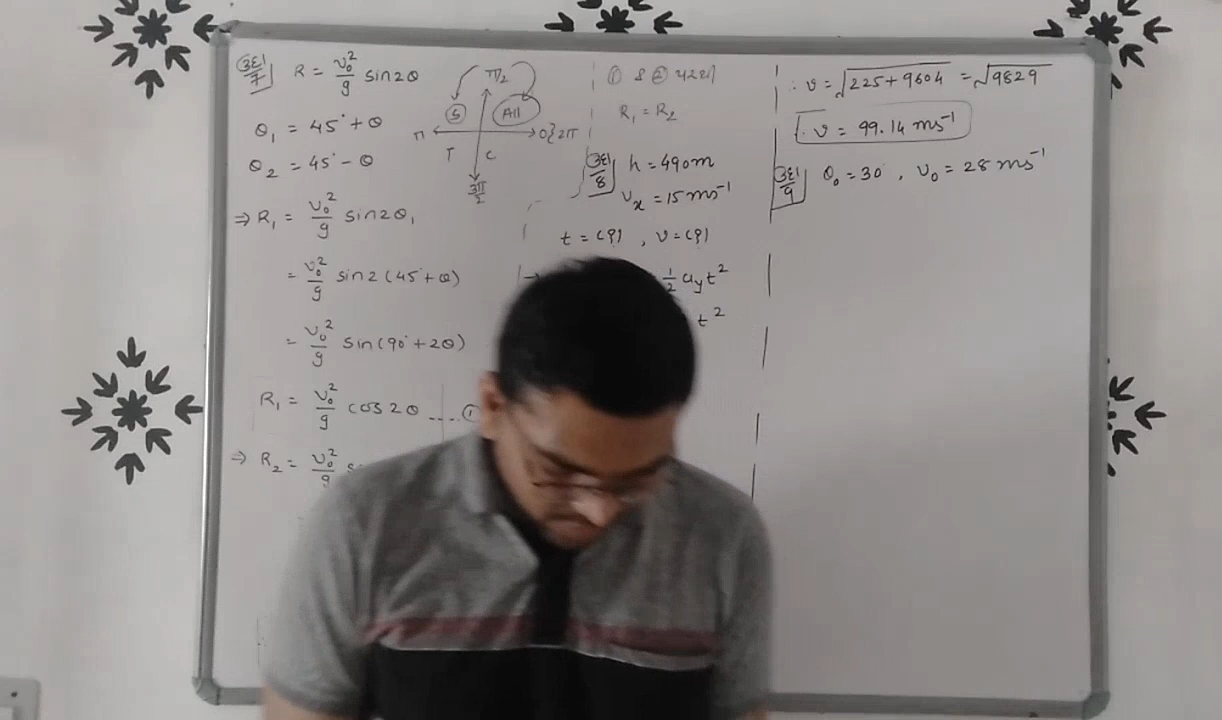 उदा 7 R = v₀²/g sin2θ
θ₁ = 45° + θ
θ₂ = 45° - θ
⇒ R₁ = v₀²/g sin2θ₁
= v₀²/g sin2(45° + θ)
= v₀²/g sin(90° + 2θ)
R₁ = v₀²/g cos2θ ....①
⇒ R₂ = v₀²/g
π/2
S All
π 0,2π
T C
3π/2
① व ②
R₁ = R₂
उदा 8 h = 490m
vₓ = 15 ms⁻¹
t = (?) , v = (?)
½ a_y t²
t²
∴ v = √225 + 9604 = √9829
∴ v = 99.14 ms⁻¹
उदा 9 θ₀ = 30° , v₀ = 28 ms⁻¹